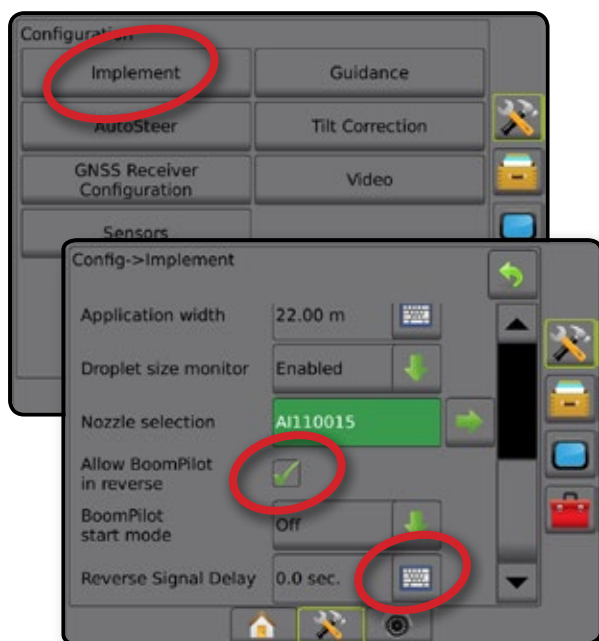 Configuration
Implement
Guidance
AutoSteer
Tilt Correction
GNSS Receiver
Configuration
Video
Sensors
Config->Implement
Application width
22.00 m
Droplet size monitor
Enabled
Nozzle selection
AI110015
Allow BoomPilot
in reverse
BoomPilot
start mode
Off
Reverse Signal Delay
0.0 sec.